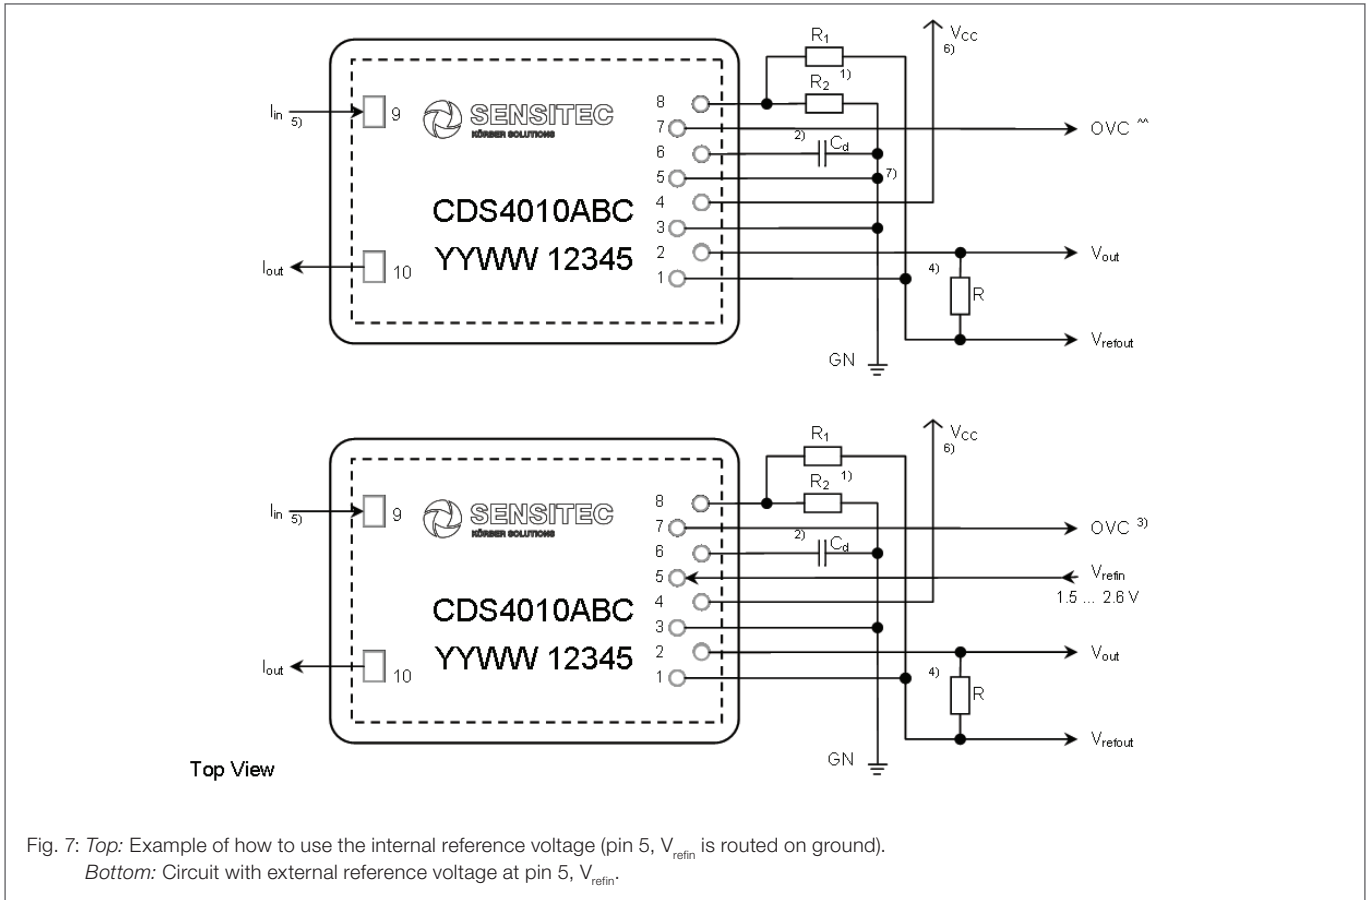 R1
VCC
6)
1)
R2
Iin 5)
9
SENSITEC
KÖRBER SOLUTIONS
8
7
OVC ^^
2)
Cd
6
5
7)
4
CDS4010ABC
3
YYWW 12345
2
Vout
Iout
10
1
4)
R
Vrefout
GN
R1
VCC
6)
1)
R2
Iin 5)
9
SENSITEC
KÖRBER SOLUTIONS
8
7
OVC 3)
2)
Cd
6
5
Vrefin
1.5 ... 2.6 V
4
CDS4010ABC
3
YYWW 12345
2
Vout
Iout
10
1
4)
R
Vrefout
GN
Top View
Fig. 7: Top: Example of how to use the internal reference voltage (pin 5, Vrefin is routed on ground).
Bottom: Circuit with external reference voltage at pin 5, Vrefin.